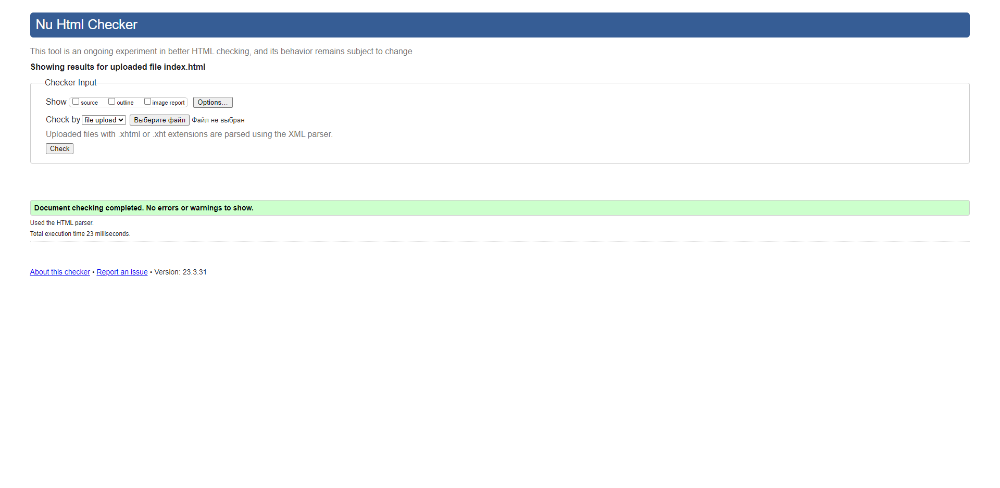 Nu Html Checker
This tool is an ongoing experiment in better HTML checking, and its behavior remains subject to change
Showing results for uploaded file index.html
Checker Input
Show source outline image report Options...
Check by file upload Выберите файл Файл не выбран
Uploaded files with .xhtml or .xht extensions are parsed using the XML parser.
Check
Document checking completed. No errors or warnings to show.
Used the HTML parser.
Total execution time 23 milliseconds.
About this checker • Report an issue • Version: 23.3.31